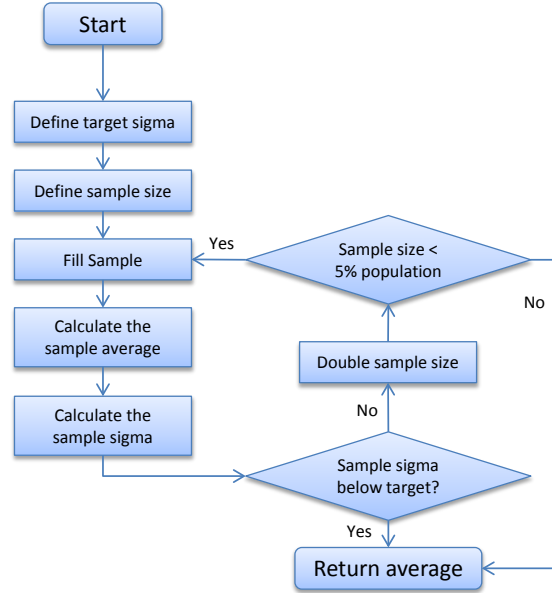 Start
Define target sigma
Define sample size
Fill Sample
Calculate the
sample average
Calculate the
sample sigma
Yes
Sample size <
5% population
No
Double sample size
No
Sample sigma
below target?
Yes
Return average